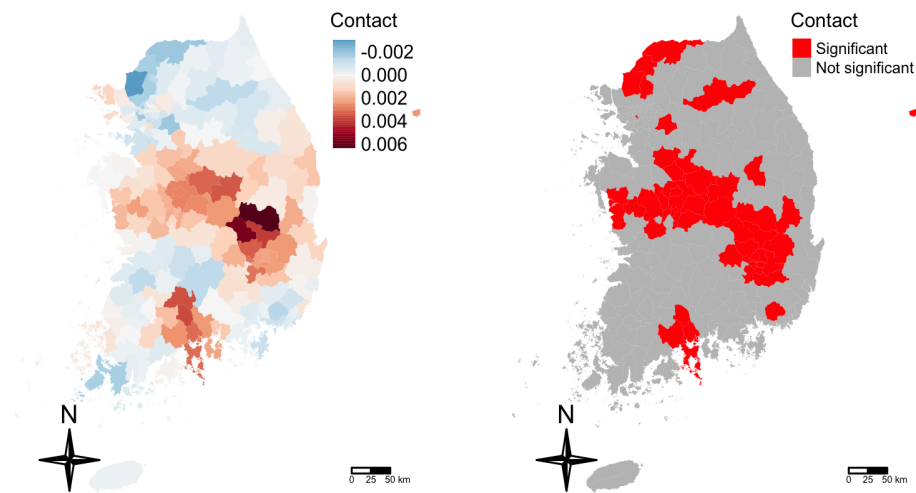 Contact
-0.002
0.000
0.002
0.004
0.006
N
0 25 50 km
Contact
Significant
Not significant
N
0 25 50 km